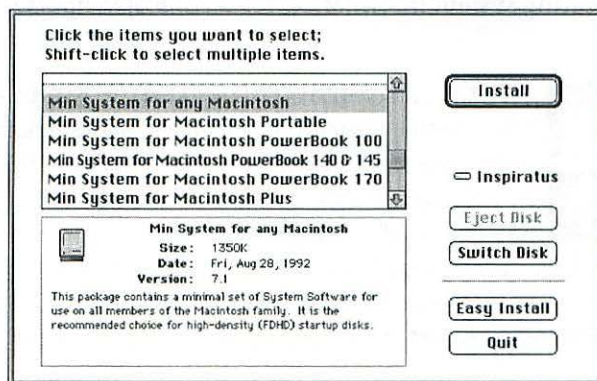 Click the items you want to select;
Shift-click to select multiple items.
Min System for any Macintosh
Min System for Macintosh Portable
Min System for Macintosh PowerBook 100
Min System for Macintosh PowerBook 140 & 145
Min System for Macintosh PowerBook 170
Min System for Macintosh Plus
Min System for any Macintosh
Size: 1350K
Date: Fri, Aug 28, 1992
Version: 7.1
This package contains a minimal set of System Software for
use on all members of the Macintosh family. It is the
recommended choice for high-density (FDHD) startup disks.
Install
Inspiratus
Eject Disk
Switch Disk
Easy Install
Quit